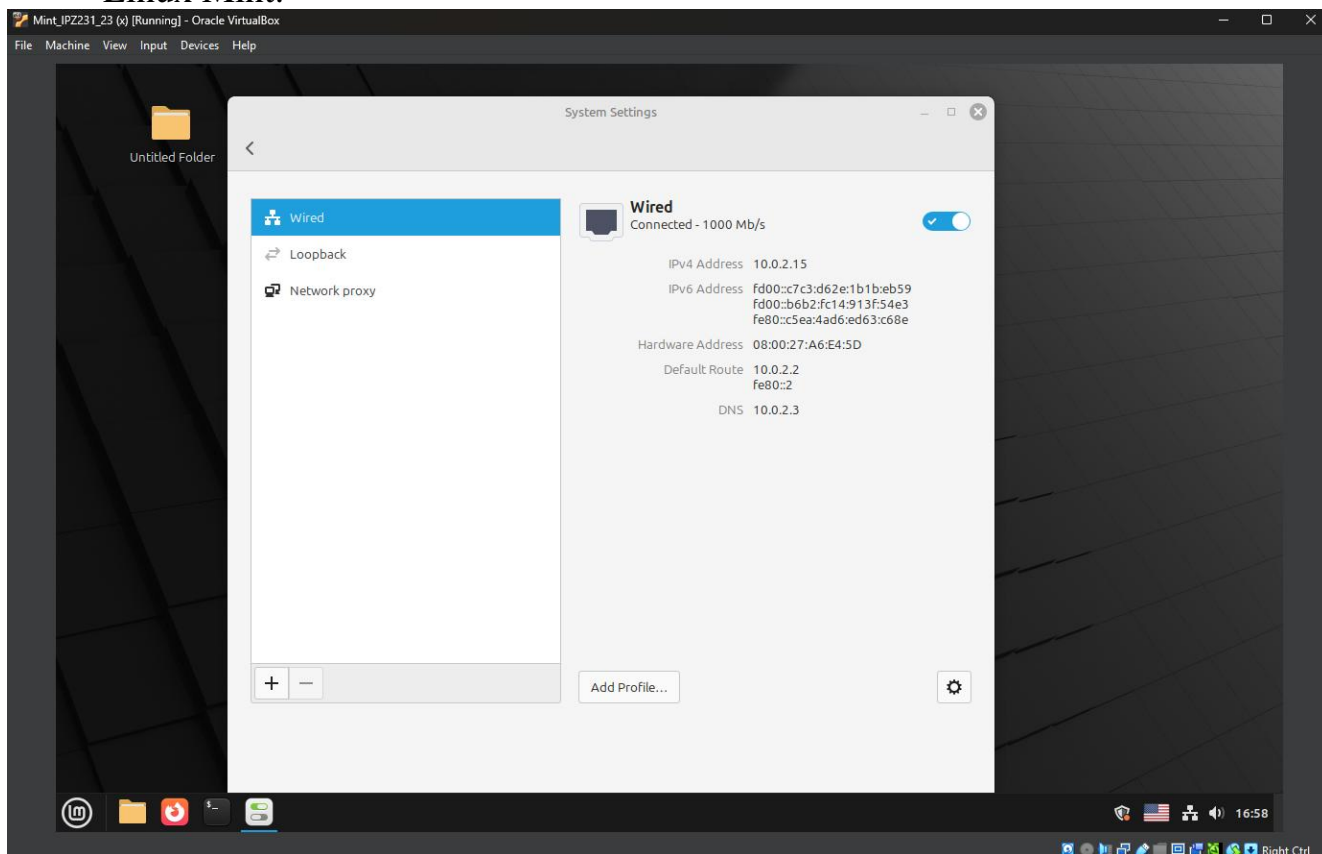 Linux Mint.
Mint_IPZ231_23 (x) [Running] - Oracle VirtualBox
File Machine View Input Devices Help
System Settings
Untitled Folder
Wired
Loopback
Network proxy
Wired
Connected - 1000 Mb/s
IPv4 Address 10.0.2.15
IPv6 Address fd00::c7c3:d62e:1b1b:eb59
fd00::b6b2:fc14:913f:54e3
fe80::c5ea:4ad6:ed63:c68e
Hardware Address 08:00:27:A6:E4:5D
Default Route 10.0.2.2
fe80::2
DNS 10.0.2.3
Add Profile...
16:58
Right Ctrl